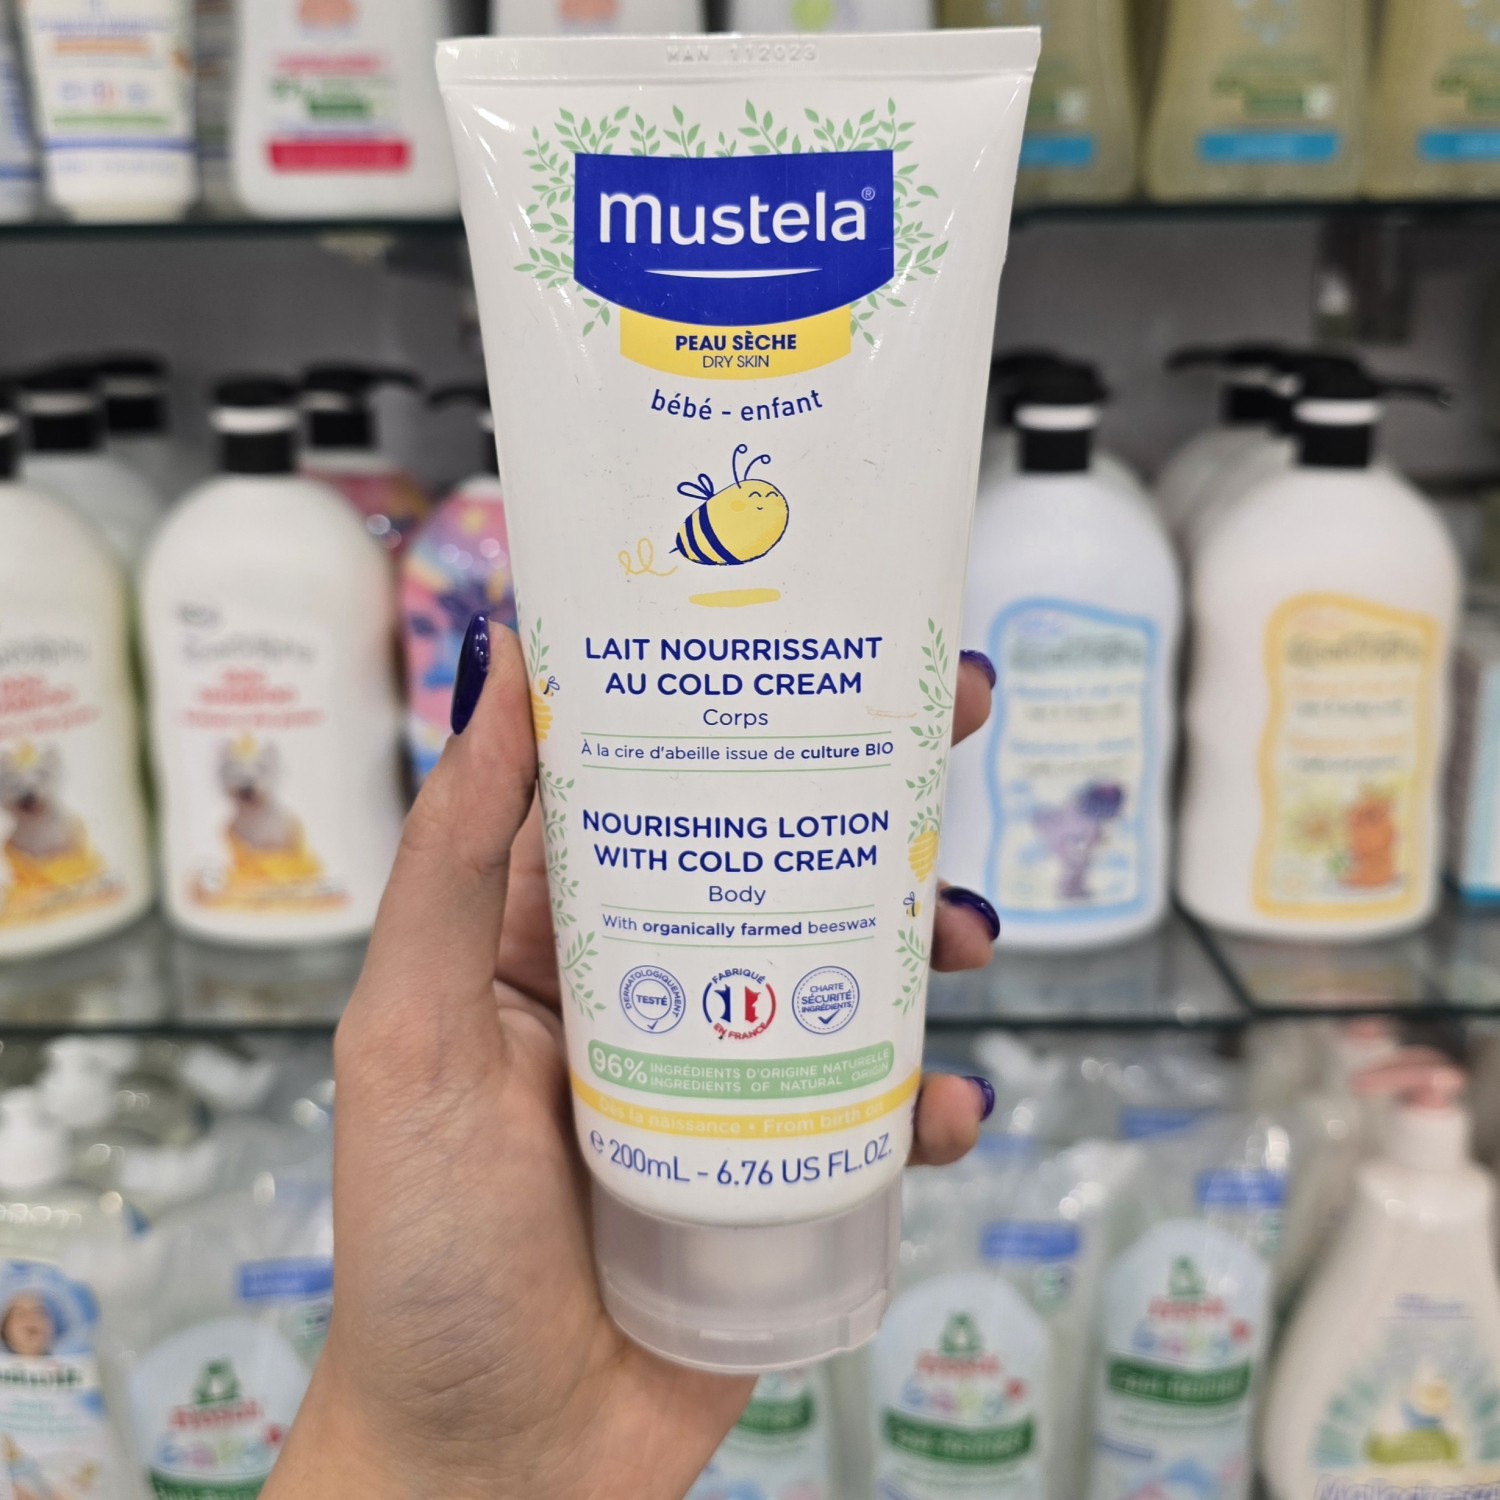 MAN 112023
mustela®
PEAU SÈCHE
DRY SKIN
bébé - enfant
LAIT NOURRISSANT
AU COLD CREAM
Corps
À la cire d'abeille issue de culture BIO
NOURISHING LOTION
WITH COLD CREAM
Body
With organically farmed beeswax
DERMATOLOGIQUEMENT
TESTÉ
FABRIQUÉ
EN FRANCE
CHARTE
SÉCURITÉ
INGRÉDIENTS
96% INGRÉDIENTS D'ORIGINE NATURELLE
INGREDIENTS OF NATURAL ORIGIN
Dès la naissance • From birth on
e 200mL - 6.76 US FL.OZ.